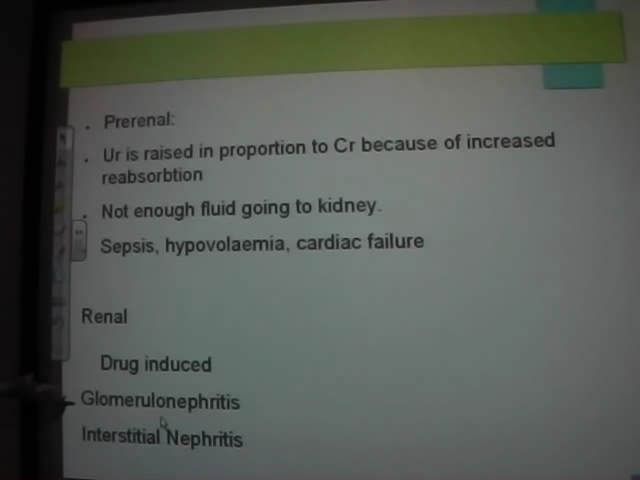 . Prerenal:
. Ur is raised in proportion to Cr because of increased
reabsorbtion
. Not enough fluid going to kidney.
Sepsis, hypovolaemia, cardiac failure
Renal
Drug induced
Glomerulonephritis
Interstitial Nephritis